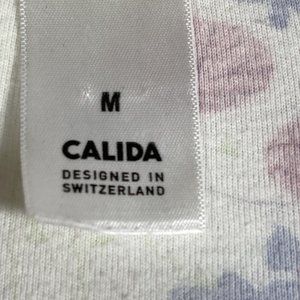 M
CALIDA
DESIGNED IN
SWITZERLAND